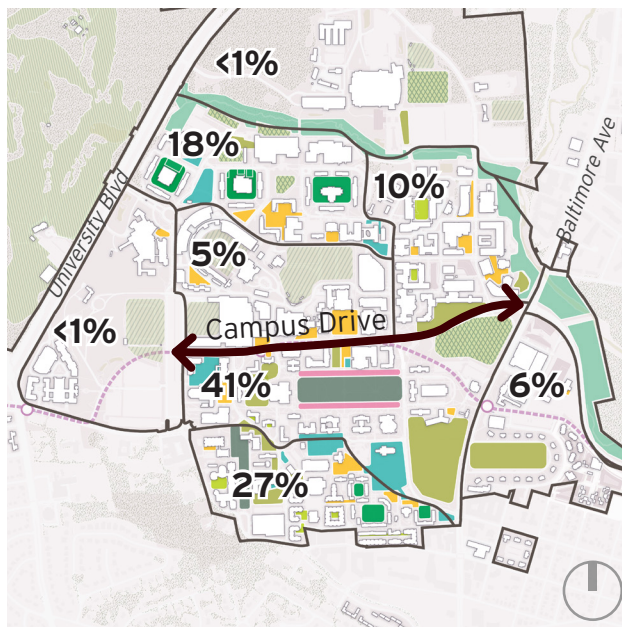 <1%
18%
10%
University Blvd
Baltimore Ave
5%
Campus Drive
<1%
41%
6%
27%